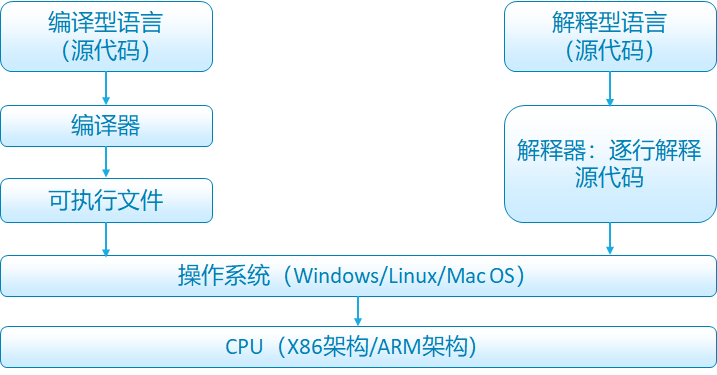 编译型语言
（源代码）
解释型语言
（源代码）
编译器
解释器：逐行解释
源代码
可执行文件
操作系统（Windows/Linux/Mac OS）
CPU（X86架构/ARM架构）